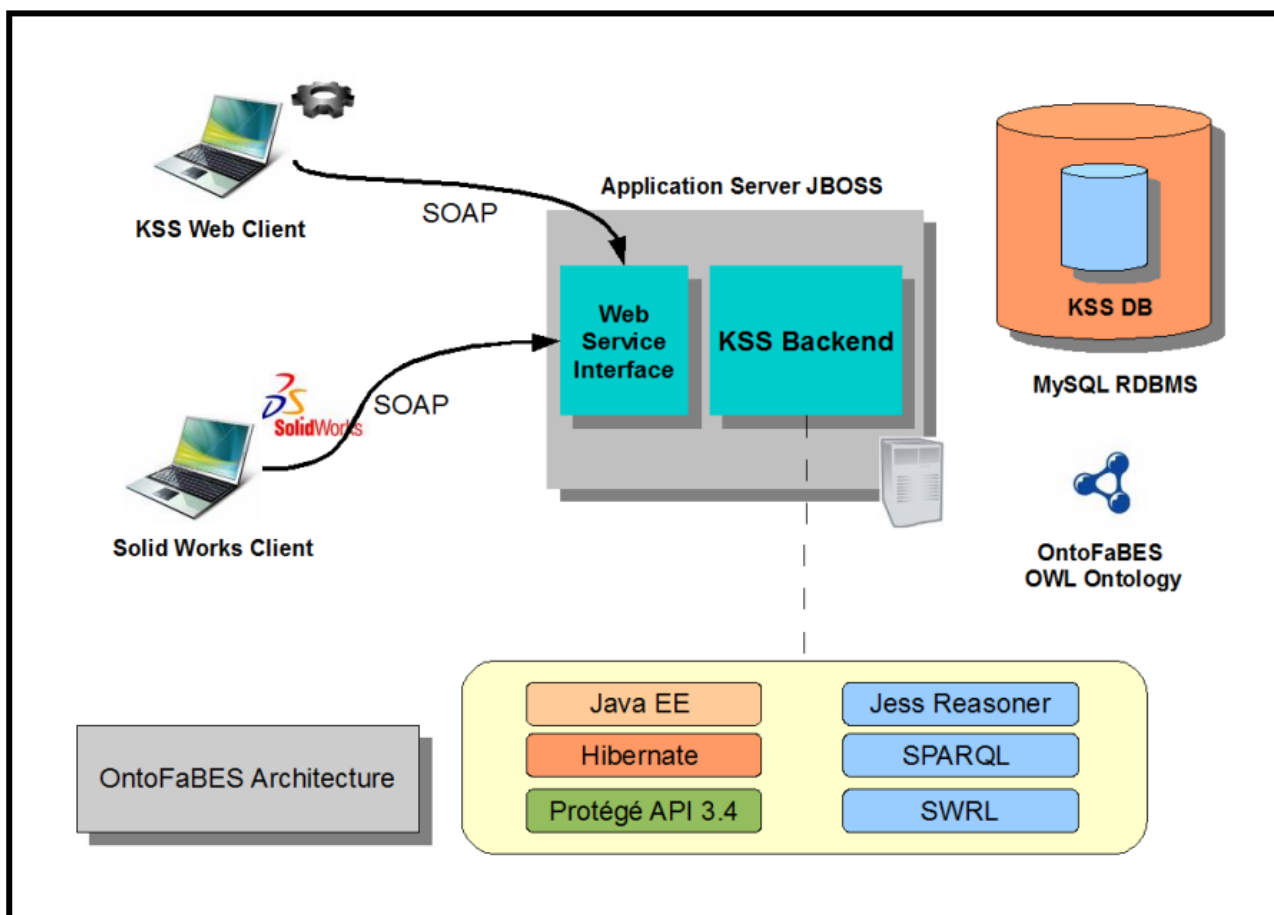 KSS Web Client
SOAP
Application Server JBOSS
Web
Service
Interface
KSS Backend
KSS DB
MySQL RDBMS
SolidWorks
SOAP
Solid Works Client
OntoFaBES
OWL Ontology
OntoFaBES Architecture
Java EE
Hibernate
Protégé API 3.4
Jess Reasoner
SPARQL
SWRL